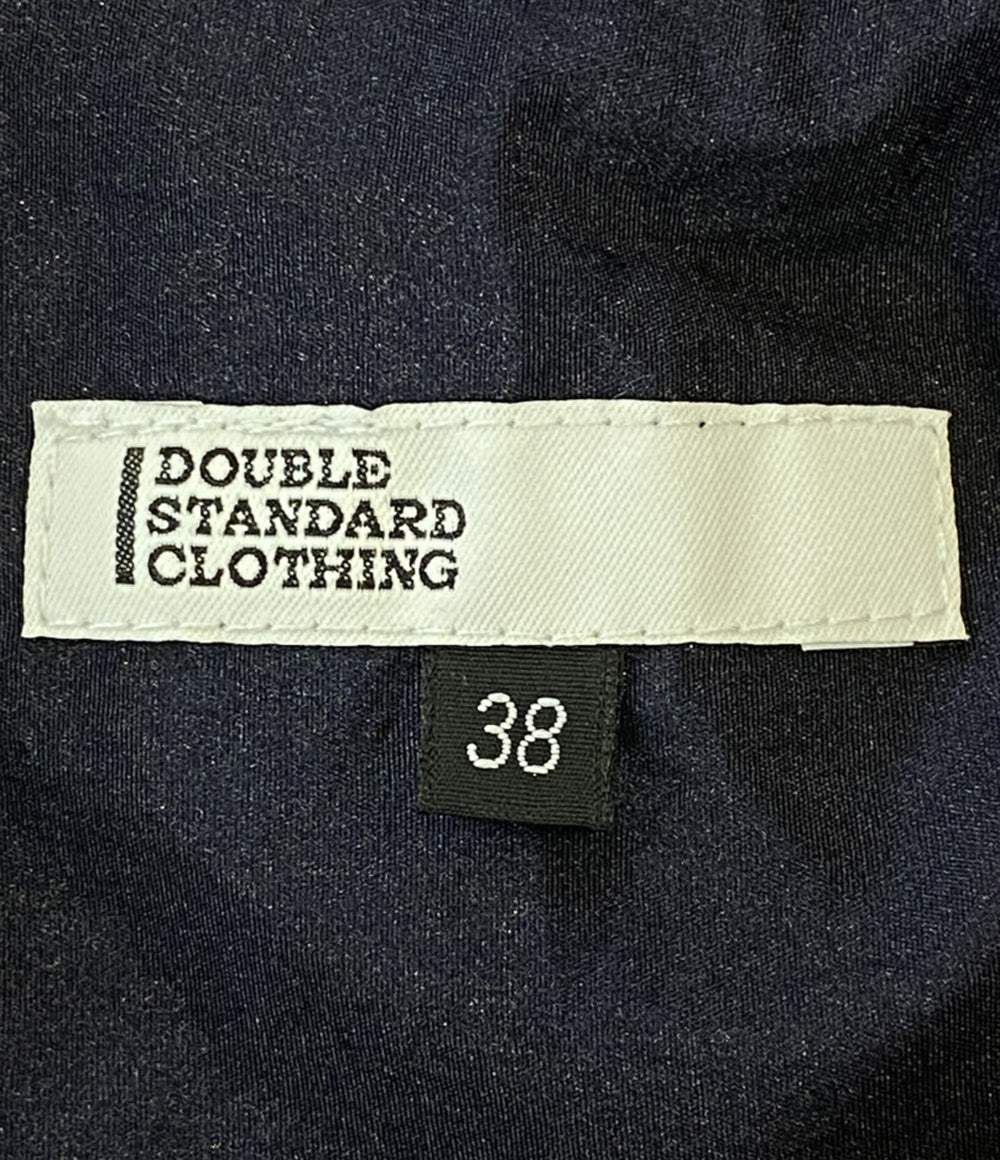 DOUBLE
STANDARD
CLOTHING
38